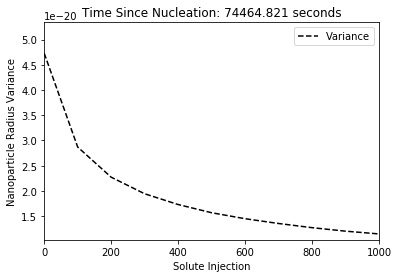 Time Since Nucleation: 74464.821 seconds
1e−20
Variance
5.0
4.5
4.0
3.5
3.0
2.5
2.0
1.5
Nanoparticle Radius Variance
0 200 400 600 800 1000
Solute Injection